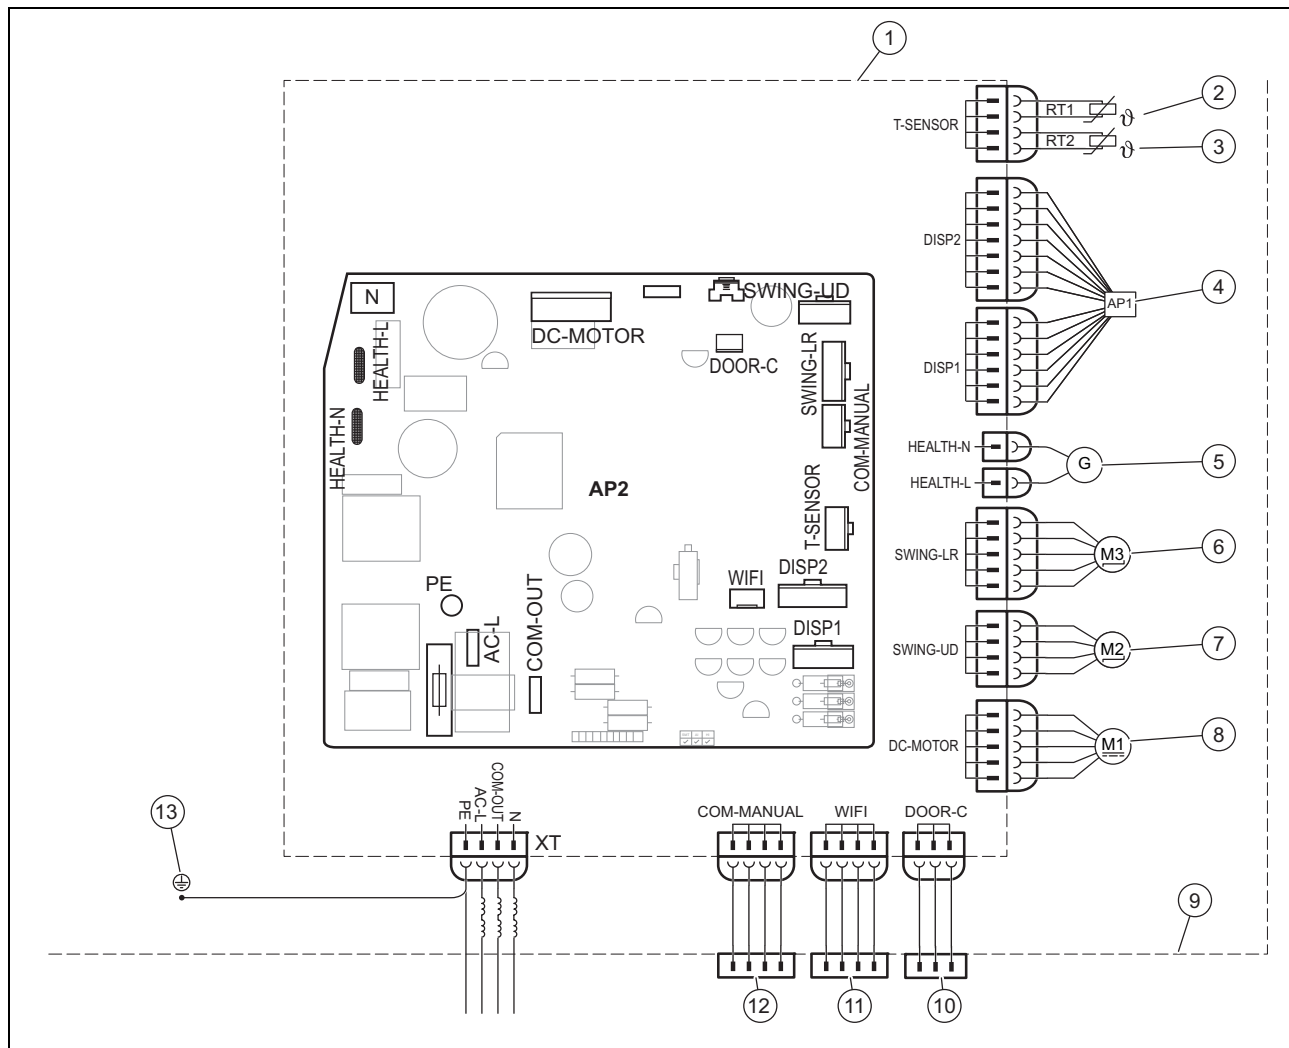 1
T-SENSOR
RT1
ϑ
2
RT2
ϑ
3
DISP2
AP1
4
DISP1
HEALTH-N
G
5
HEALTH-L
SWING-LR
M3
6
SWING-UD
M2
7
DC-MOTOR
M1
8
N
HEALTH-L
HEALTH-N
DC-MOTOR
SWING-UD
DOOR-C
SWING-LR
COM-MANUAL
AP2
T-SENSOR
PE
WIFI
DISP2
AC-L
COM-OUT
DISP1
13
PE
AC-L
COM-OUT
N
XT
COM-MANUAL
WIFI
DOOR-C
9
12
11
10